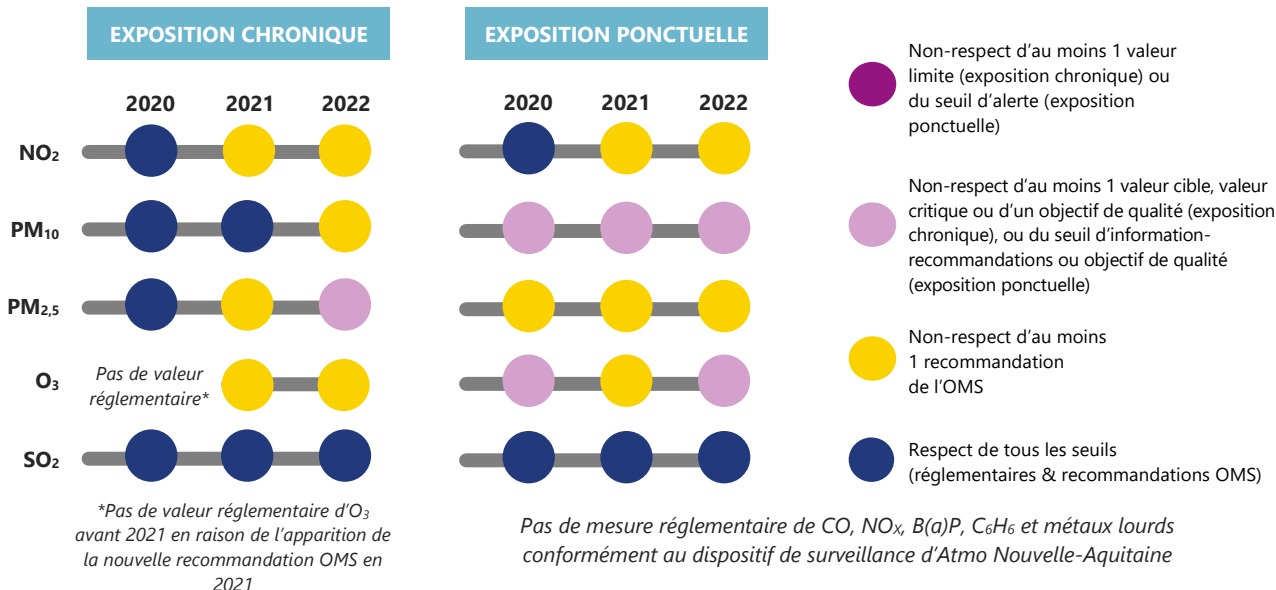 EXPOSITION CHRONIQUE
2020 2021 2022
NO₂
PM₁₀
PM₂,₅
O₃
Pas de valeur
réglementaire*
SO₂
*Pas de valeur réglementaire d'O₃
avant 2021 en raison de l'apparition de
la nouvelle recommandation OMS en
2021
EXPOSITION PONCTUELLE
2020 2021 2022
Pas de mesure réglementaire de CO, NOₓ, B(a)P, C₆H₆ et métaux lourds
conformément au dispositif de surveillance d'Atmo Nouvelle-Aquitaine
Non-respect d'au moins 1 valeur
limite (exposition chronique) ou
du seuil d'alerte (exposition
ponctuelle)
Non-respect d'au moins 1 valeur cible, valeur
critique ou d'un objectif de qualité (exposition
chronique), ou du seuil d'information-
recommandations ou objectif de qualité
(exposition ponctuelle)
Non-respect d'au moins
1 recommandation
de l'OMS
Respect de tous les seuils
(réglementaires & recommandations OMS)